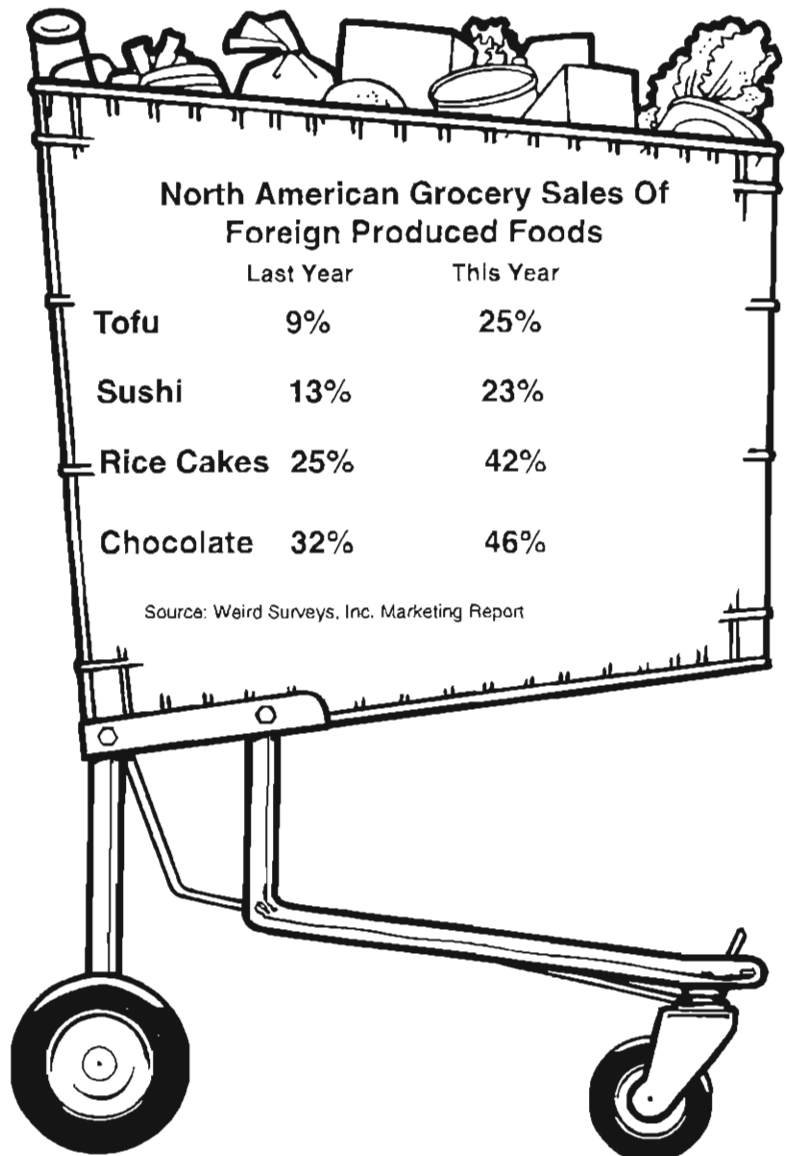 North American Grocery Sales Of
Foreign Produced Foods
Last Year This Year
Tofu 9% 25%
Sushi 13% 23%
Rice Cakes 25% 42%
Chocolate 32% 46%
Source: Weird Surveys, Inc. Marketing Report